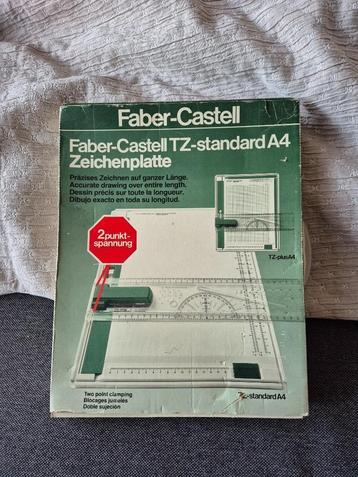 Faber-Castell
Faber-Castell TZ-standard A4
Zeichenplatte
Präzises Zeichnen auf ganzer Länge.
Accurate drawing over entire length.
Dessin précis sur toute la longueur.
Dibujo exacto en toda su longitud.
2punkt-
spannung
TZ-plus A4
Two point clamping
Blocages jumelés
Doble sujeción
TZ-standard A4